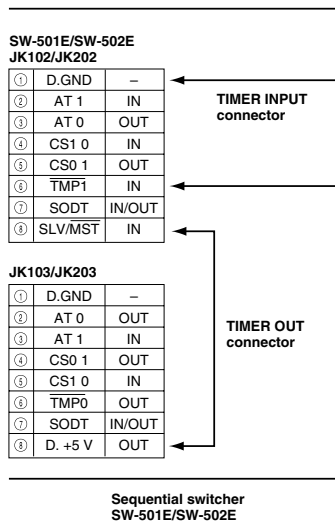 SW-501E/SW-502E
JK102/JK202
① D.GND –
② AT 1 IN
③ AT 0 OUT
④ CS1 0 IN
⑤ CS0 1 OUT
⑥ T̅M̅P̅1̅ IN
⑦ SODT IN/OUT
⑧ SLV/M̅S̅T̅ IN
TIMER INPUT
connector
JK103/JK203
① D.GND –
② AT 0 OUT
③ AT 1 IN
④ CS0 1 OUT
⑤ CS1 0 IN
⑥ T̅M̅P̅0̅ OUT
⑦ SODT IN/OUT
⑧ D. +5 V OUT
TIMER OUT
connector
Sequential switcher
SW-501E/SW-502E